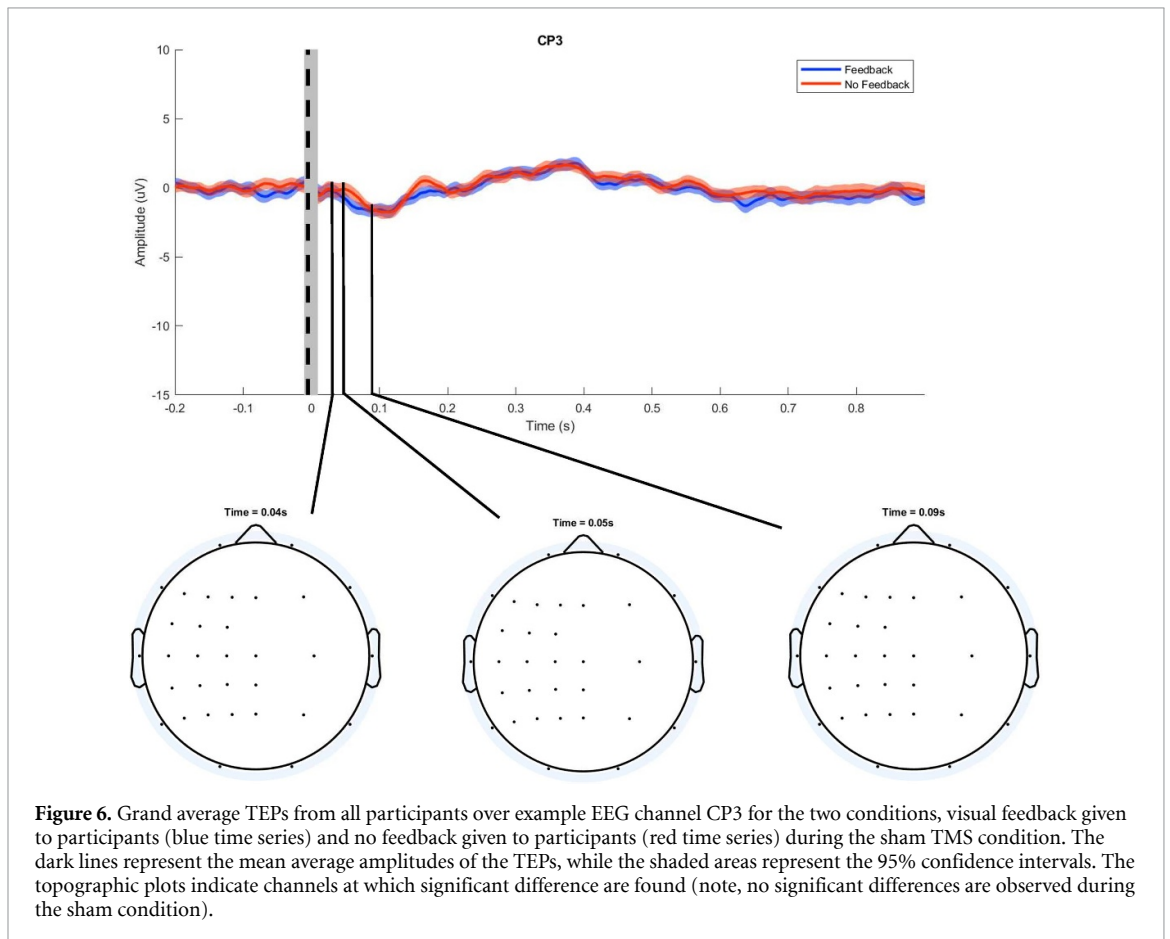 CP3
10
5
0
-5
-10
-15
Amplitude (uV)
Feedback
No Feedback
-0.2 -0.1 0 0.1 0.2 0.3 0.4 0.5 0.6 0.7 0.8
Time (s)
Time = 0.04s
Time = 0.05s
Time = 0.09s
Figure 6. Grand average TEPs from all participants over example EEG channel CP3 for the two conditions, visual feedback given
to participants (blue time series) and no feedback given to participants (red time series) during the sham TMS condition. The
dark lines represent the mean average amplitudes of the TEPs, while the shaded areas represent the 95% confidence intervals. The
topographic plots indicate channels at which significant difference are found (note, no significant differences are observed during
the sham condition).